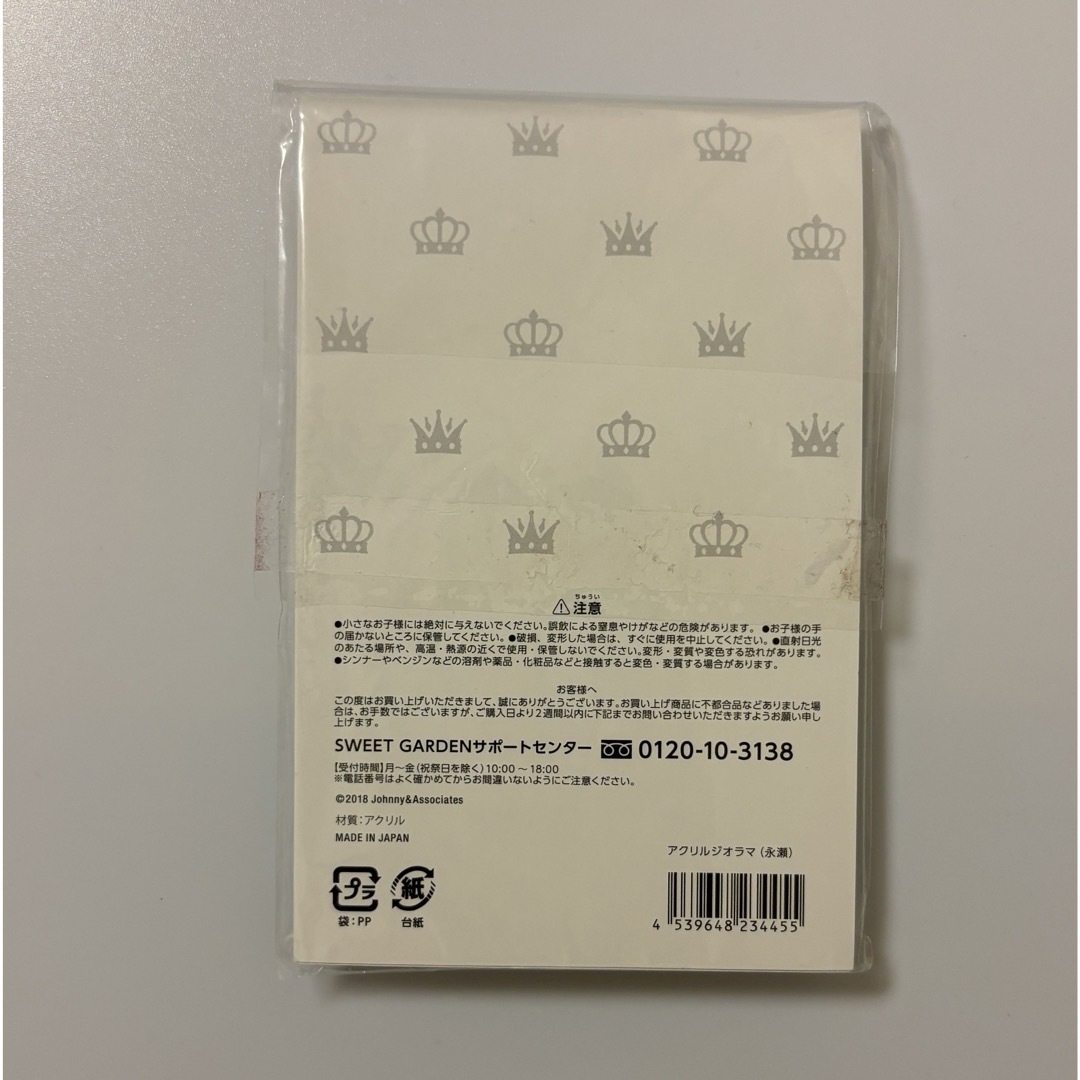 ちゅうい
注意
●小さなお子様には絶対に与えないでください。誤飲による窒息やけがなどの危険があります。 ●お子様の手
の届かないところに保管してください。●破損、変形した場合は、すぐに使用を中止してください。●直射日光
のあたる場所や、高温・熱源の近くで使用・保管しないでください。変形・変質や変色する恐れがあります。
●シンナーやベンジンなどの溶剤や薬品・化粧品などと接触すると変色・変質する場合があります。
お客様へ
この度はお買い上げいただきまして、誠にありがとうございます。お買い上げ商品に不都合品などありました場
合は、お手数ではございますが、ご購入日より2週間以内に下記までお問い合わせいただきますようお願い申し
上げます。
SWEET GARDENサポートセンター 0120-10-3138
【受付時間】月〜金(祝祭日を除く)10:00〜18:00
※電話番号はよく確かめてからお間違いないようにご注意ください。
©2018 Johnny&Associates
材質：アクリル
MADE IN JAPAN
アクリルジオラマ(永瀬)
プラ 紙
袋：PP 台紙
4 539648 234455